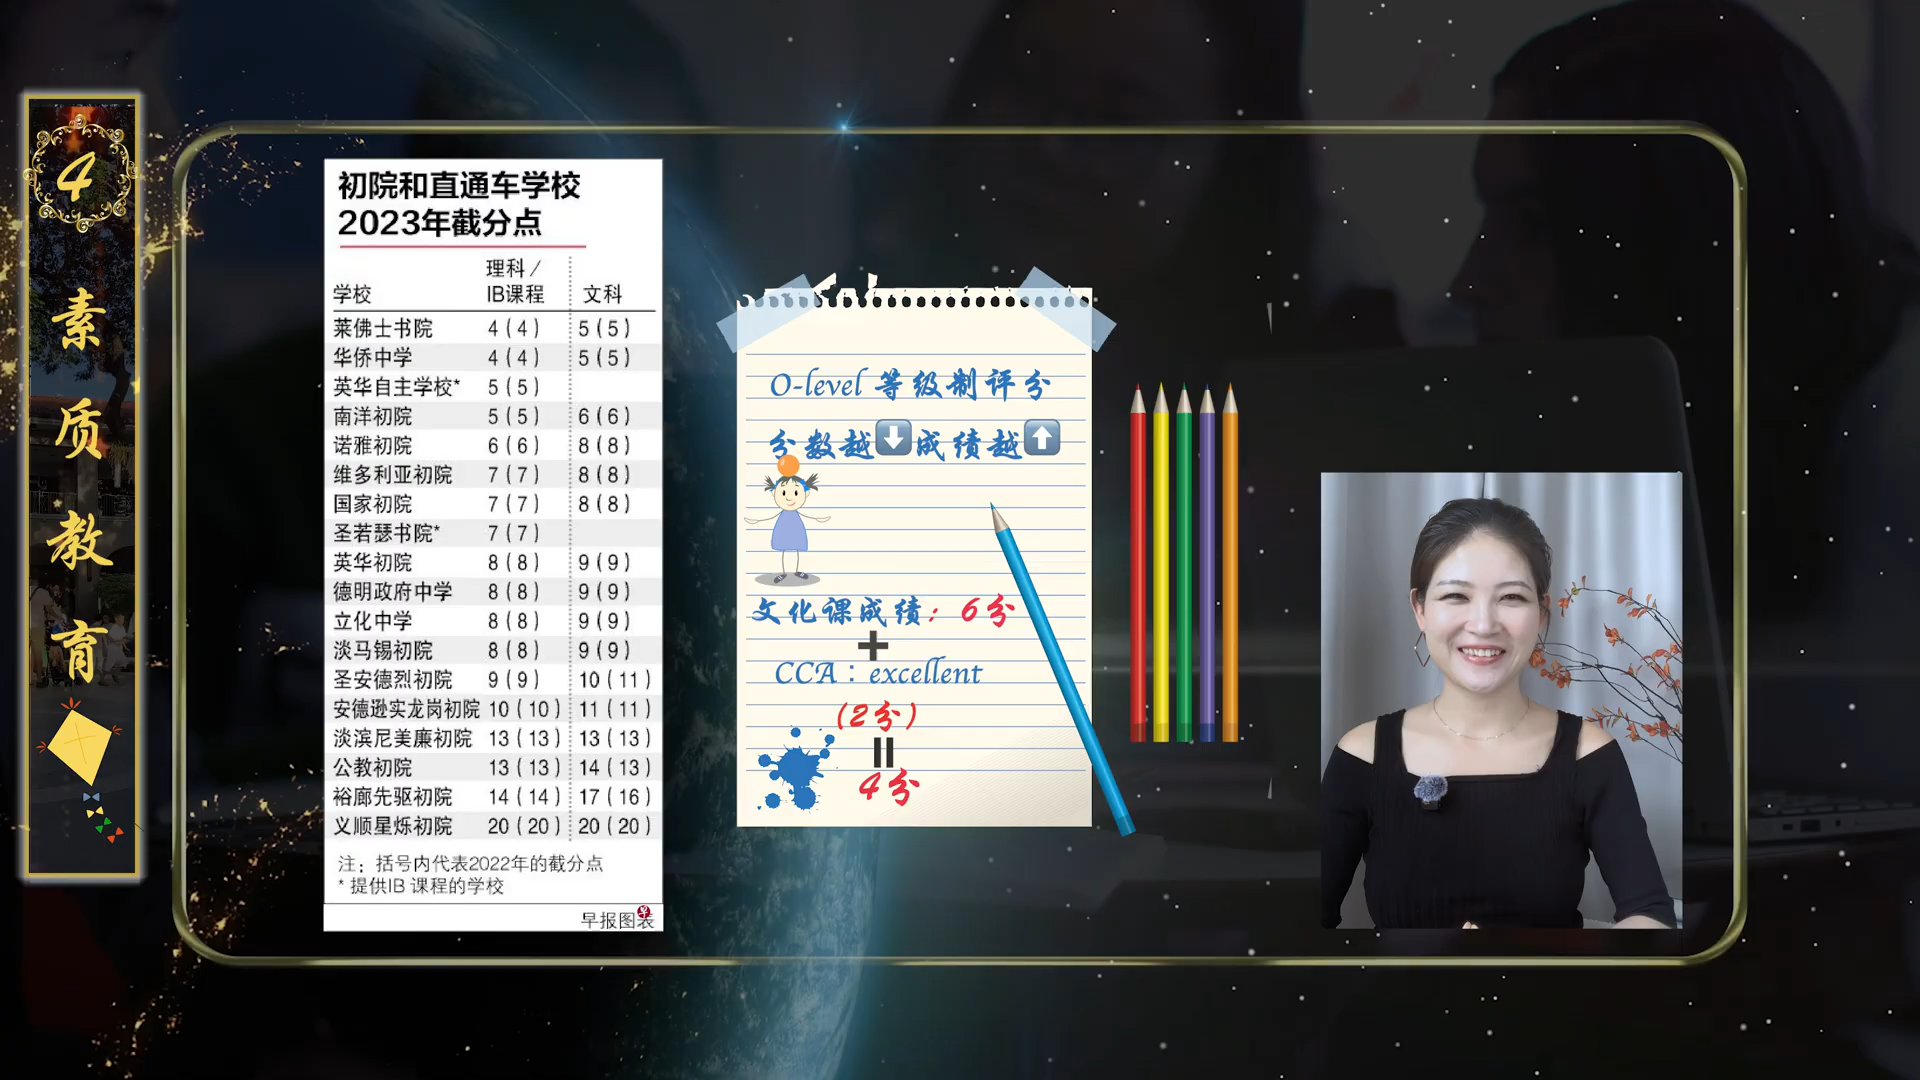 4
素质教育
初院和直通车学校
2023年截分点
学校 理科/IB课程 文科
莱佛士书院 4(4) 5(5)
华侨中学 4(4) 5(5)
英华自主学校* 5(5)
南洋初院 5(5) 6(6)
诺雅初院 6(6) 8(8)
维多利亚初院 7(7) 8(8)
国家初院 7(7) 8(8)
圣若瑟书院* 7(7)
英华初院 8(8) 9(9)
德明政府中学 8(8) 9(9)
立化中学 8(8) 9(9)
淡马锡初院 8(8) 9(9)
圣安德烈初院 9(9) 10(11)
安德逊实龙岗初院 10(10) 11(11)
淡滨尼美廉初院 13(13) 13(13)
公教初院 13(13) 14(13)
裕廊先驱初院 14(14) 17(16)
义顺星烁初院 20(20) 20(20)
注：括号内代表2022年的截分点
* 提供IB 课程的学校
早报图表
O-level 等级制评分
分数越⬇成绩越⬆
文化课成绩：6分
+
CCA：excellent
(2分)
=
4分